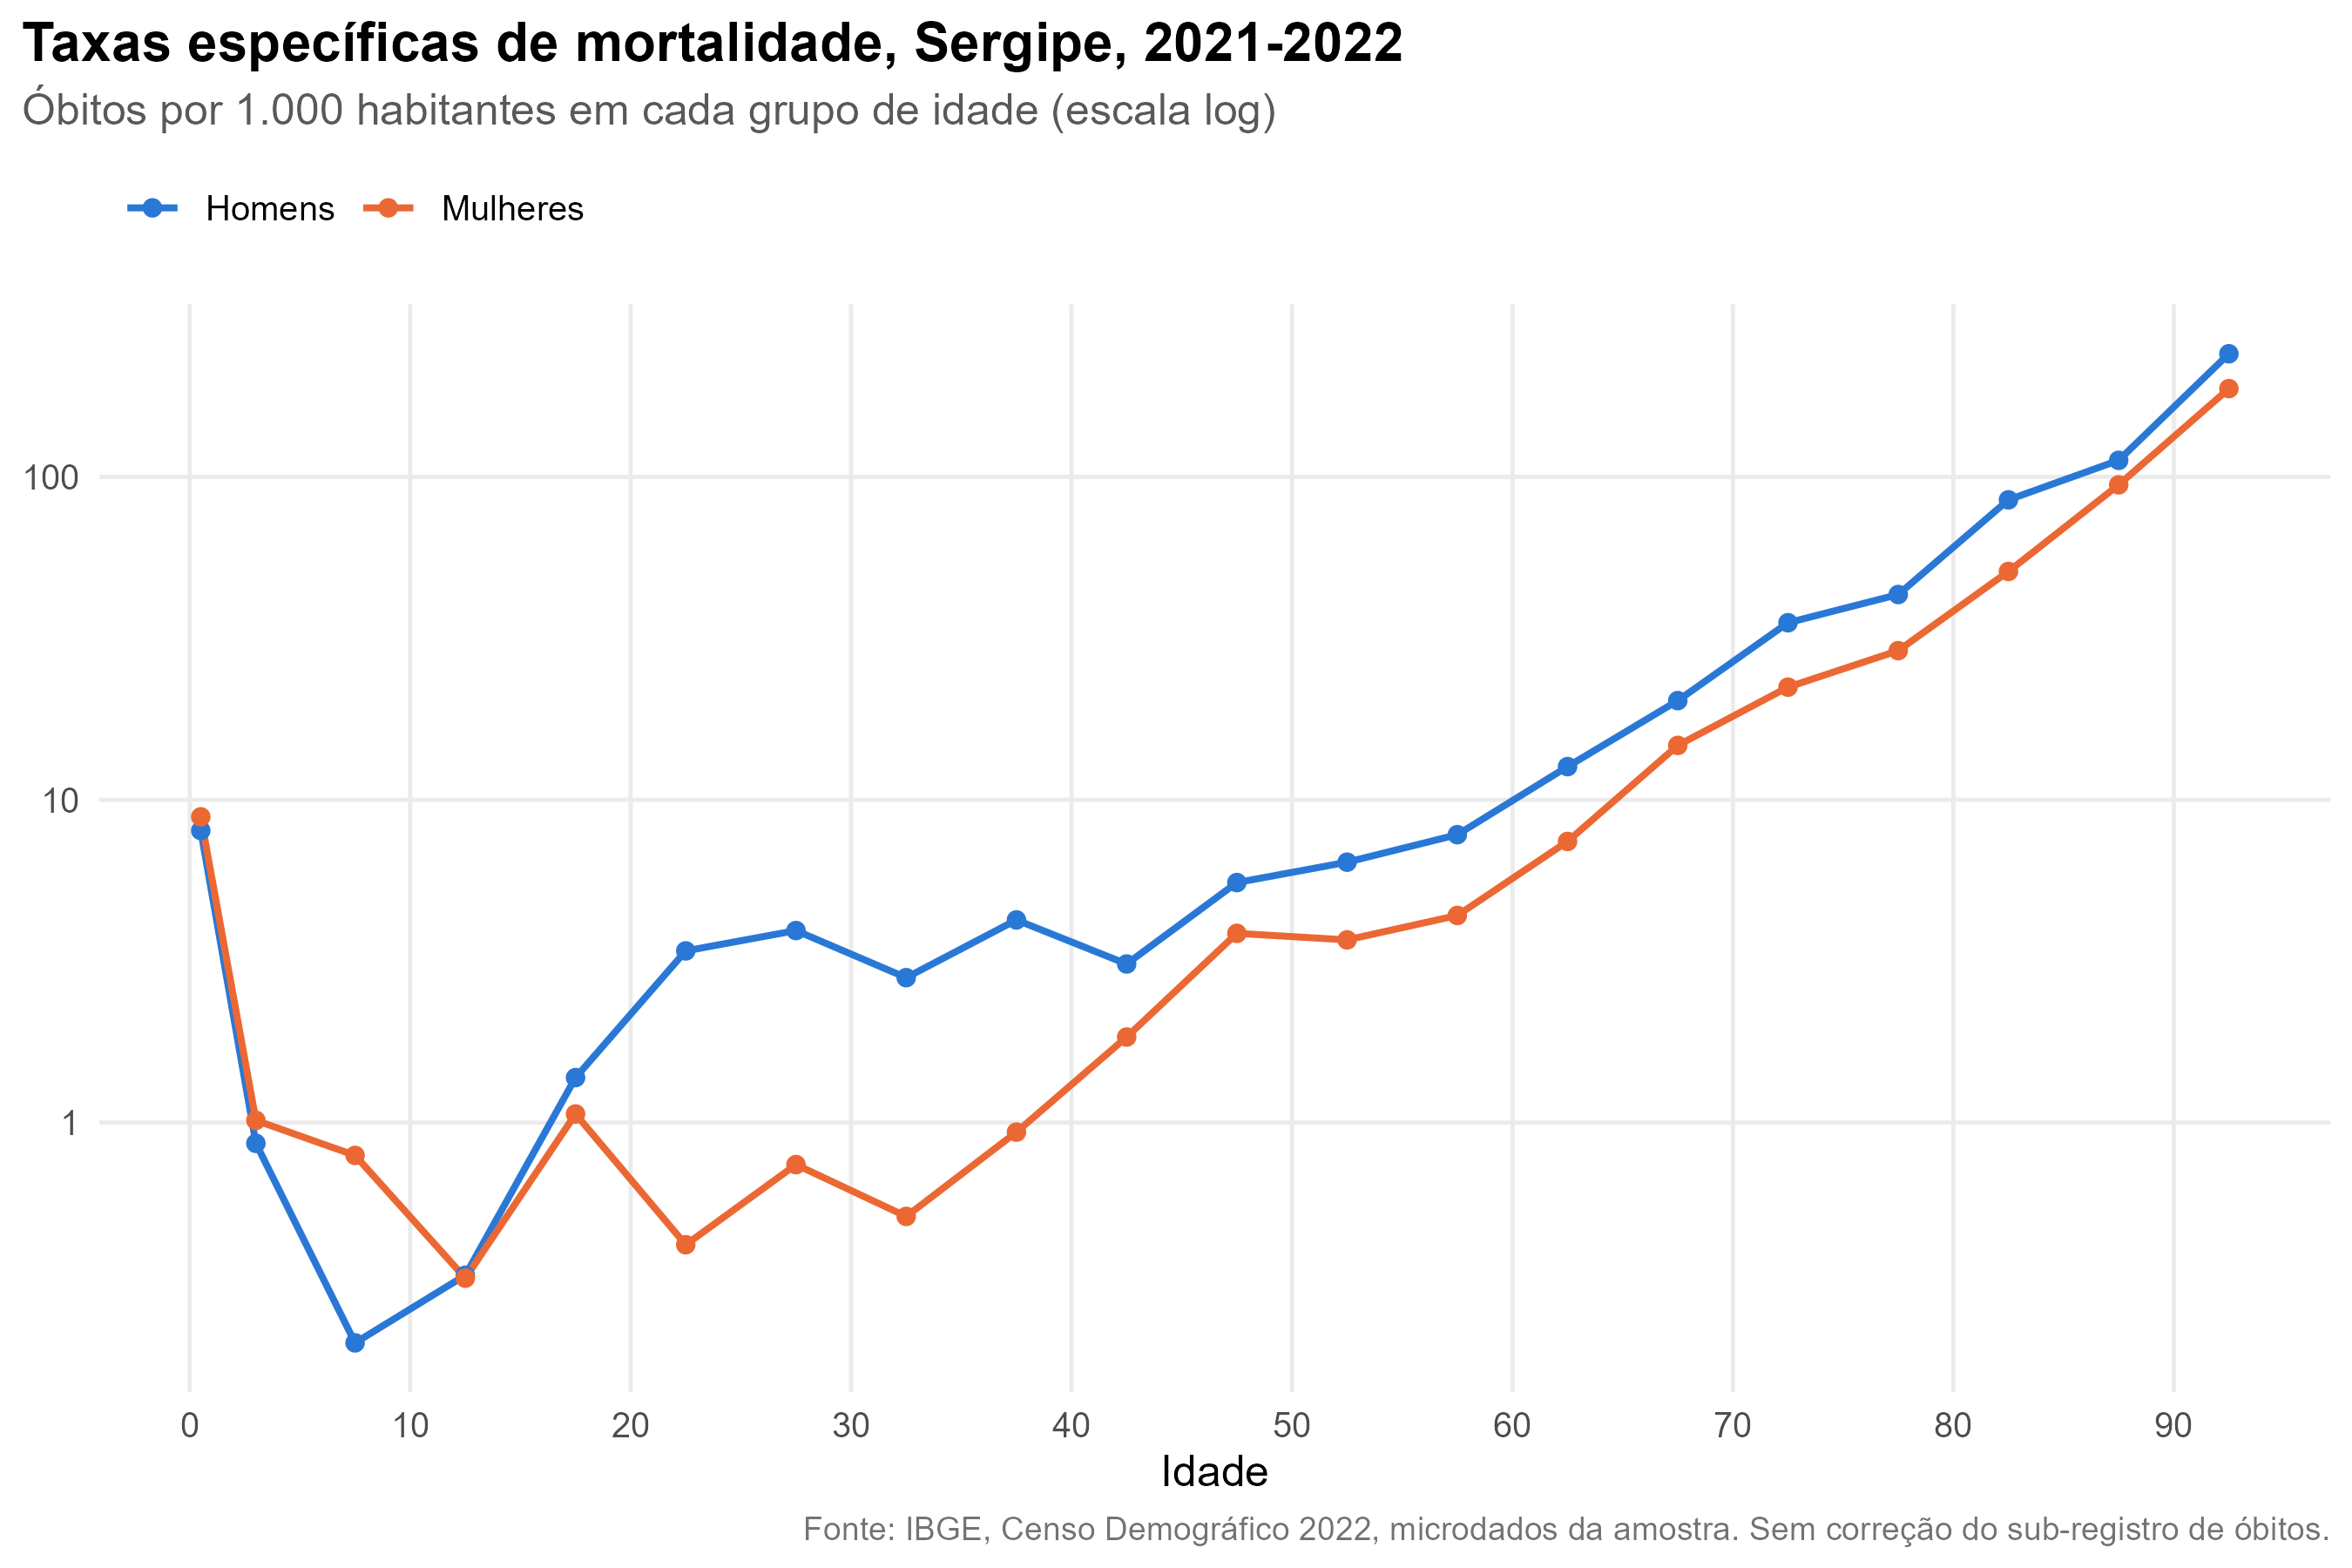 Taxas específicas de mortalidade, Sergipe, 2021-2022
Óbitos por 1.000 habitantes em cada grupo de idade (escala log)
Homens Mulheres
100
10
1
0 10 20 30 40 50 60 70 80 90
Idade
Fonte: IBGE, Censo Demográfico 2022, microdados da amostra. Sem correção do sub-registro de óbitos.